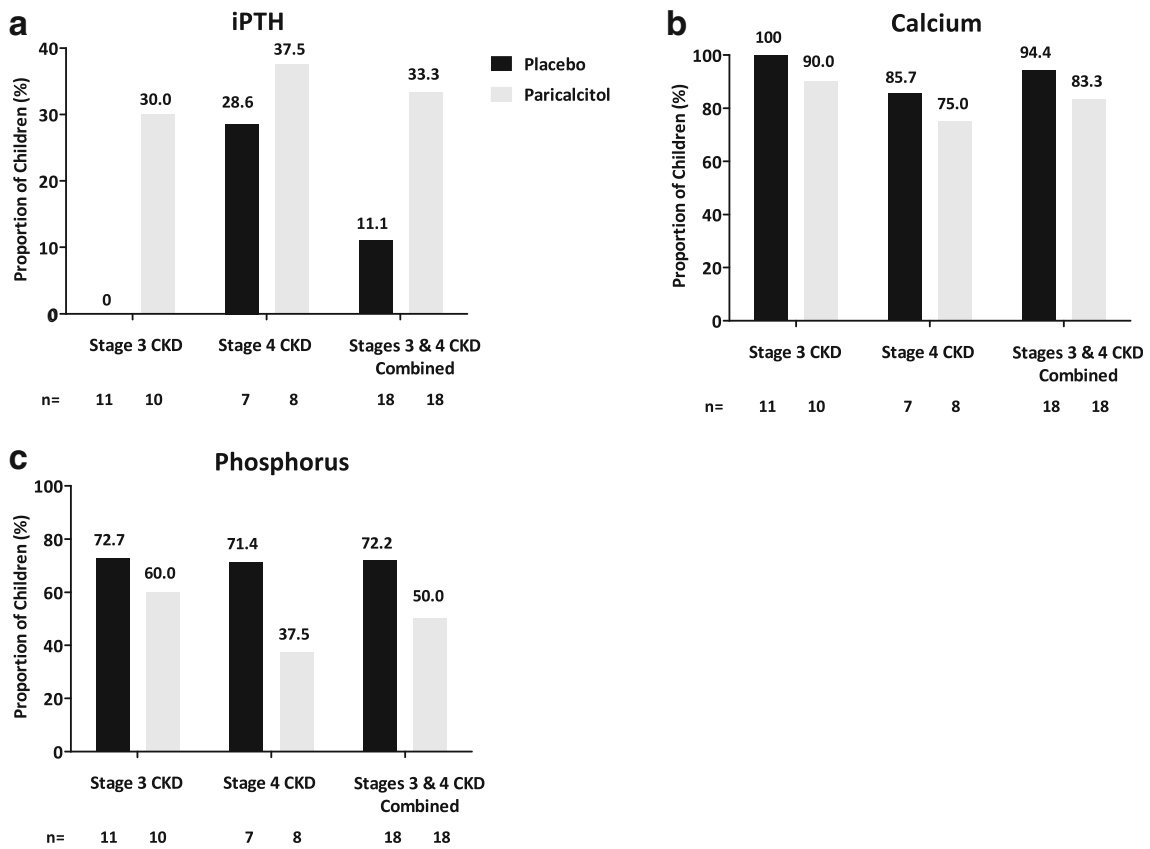 a
iPTH
Proportion of Children (%)
40
30
20
10
0
0
30.0
28.6
37.5
11.1
33.3
Placebo
Paricalcitol
Stage 3 CKD
Stage 4 CKD
Stages 3 & 4 CKD
Combined
n= 11 10 7 8 18 18
b
Calcium
Proportion of Children (%)
100
80
60
40
20
0
100
90.0
85.7
75.0
94.4
83.3
Stage 3 CKD
Stage 4 CKD
Stages 3 & 4 CKD
Combined
n= 11 10 7 8 18 18
c
Phosphorus
Proportion of Children (%)
100
80
60
40
20
0
72.7
60.0
71.4
37.5
72.2
50.0
Stage 3 CKD
Stage 4 CKD
Stages 3 & 4 CKD
Combined
n= 11 10 7 8 18 18